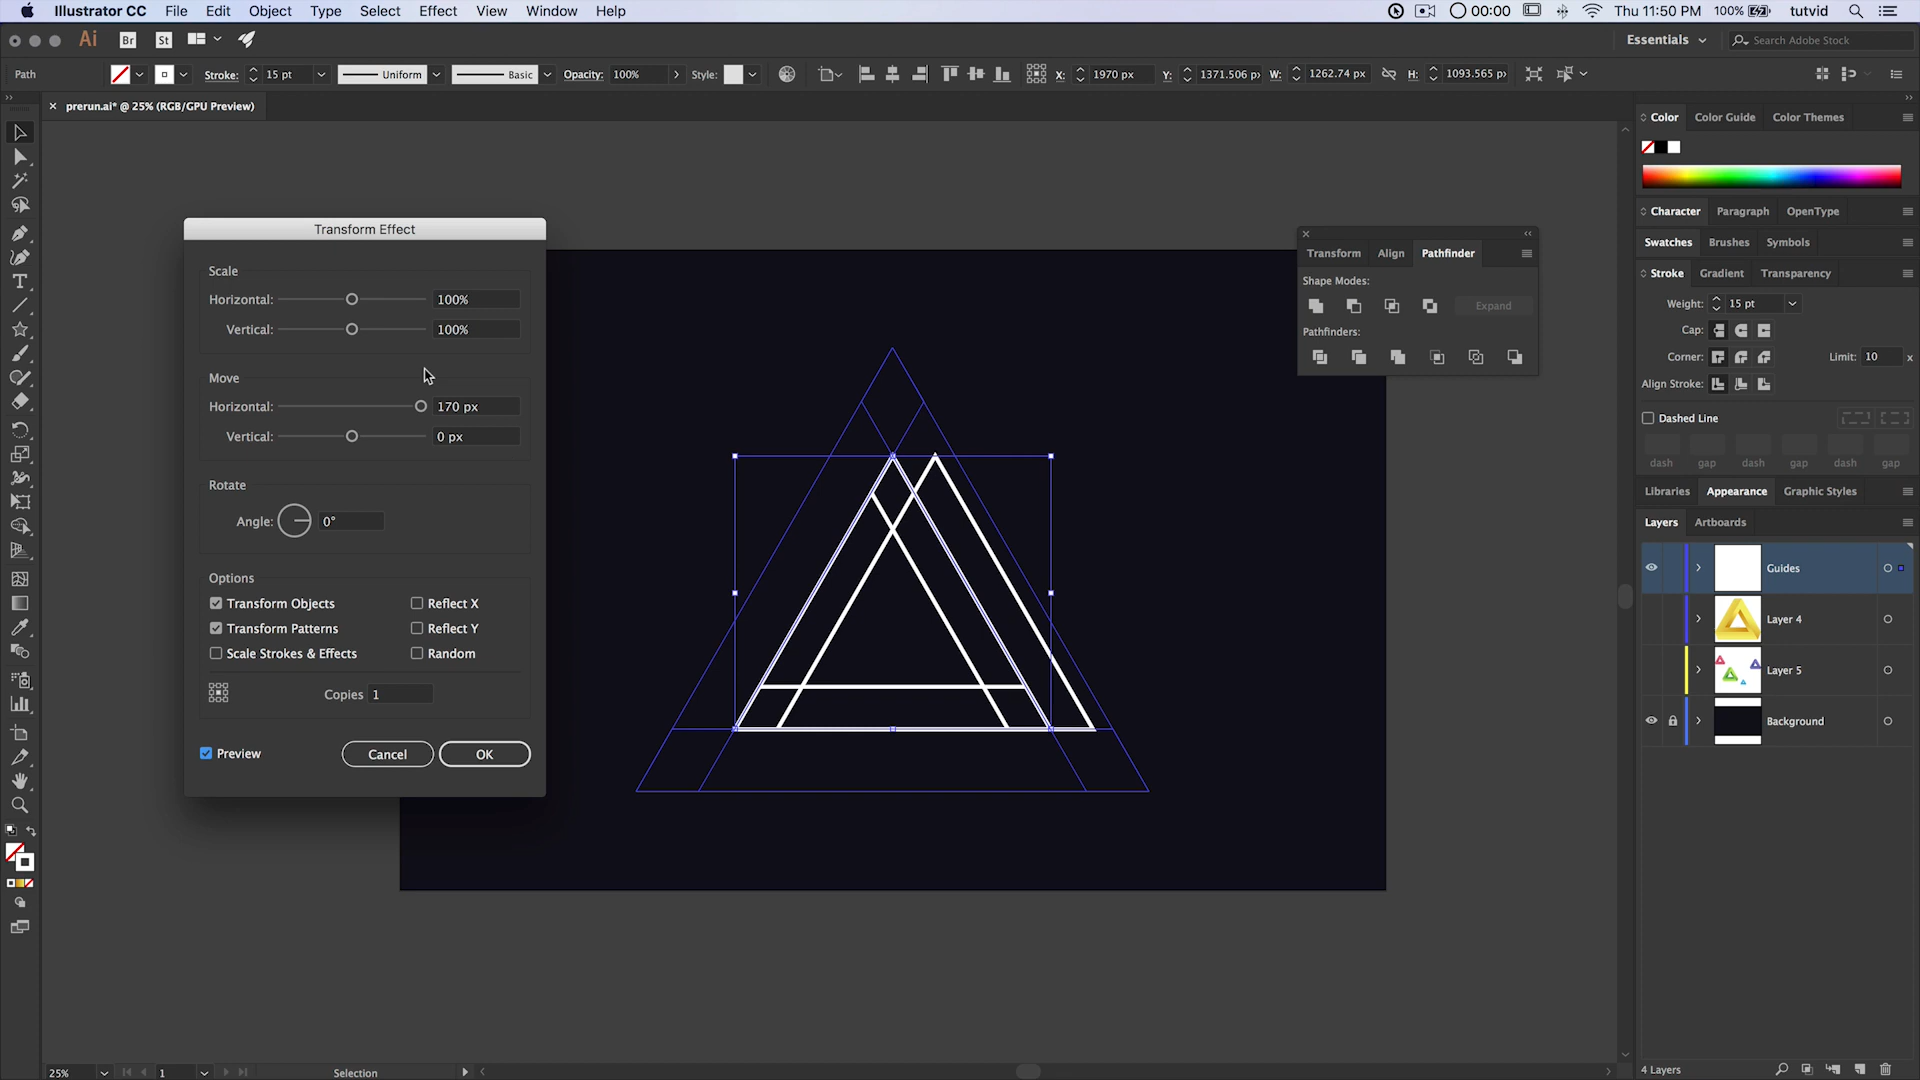 Illustrator CC File Edit Object Type Select Effect View Window Help 00:00 Thu 11:50 PM 100% tutvid
Ai Br St Essentials Search Adobe Stock
Path Stroke: 15 pt Uniform Basic Opacity: 100% Style: X: 1970 px Y: 1371.506 px W: 1262.74 px H: 1093.565 px
prerun.ai* @ 25% (RGB/GPU Preview)
Color Color Guide Color Themes
Character Paragraph OpenType
Swatches Brushes Symbols
Stroke Gradient Transparency
Weight: 15 pt
Cap:
Corner: Limit: 10 x
Align Stroke:
Dashed Line
dash gap dash gap dash gap
Libraries Appearance Graphic Styles
Layers Artboards
Guides
Layer 4
Layer 5
Background
4 Layers
Transform Align Pathfinder
Shape Modes:
Expand
Pathfinders:
Transform Effect
Scale
Horizontal: 100%
Vertical: 100%
Move
Horizontal: 170 px
Vertical: 0 px
Rotate
Angle: 0°
Options
Transform Objects Reflect X
Transform Patterns Reflect Y
Scale Strokes & Effects Random
Copies 1
Preview Cancel OK
25% 1 Selection